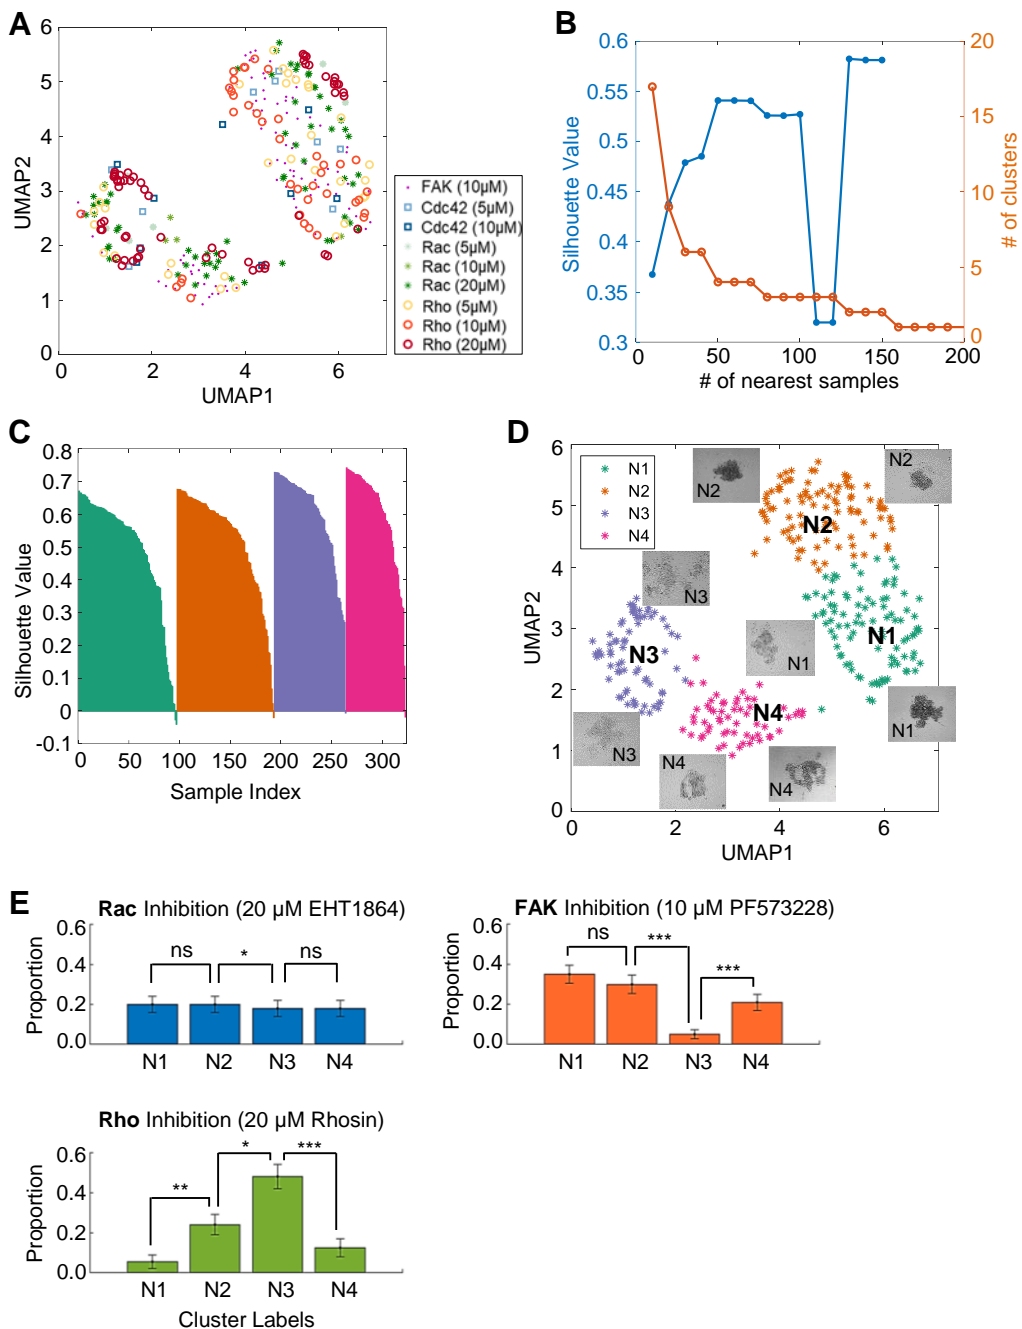 A
6
5
4
3
2
1
0
UMAP2
0
2
4
6
UMAP1
FAK (10µM)
Cdc42 (5µM)
Cdc42 (10µM)
Rac (5µM)
Rac (10µM)
Rac (20µM)
Rho (5µM)
Rho (10µM)
Rho (20µM)
B
0.6
0.55
0.5
0.45
0.4
0.35
0.3
Silhouette Value
20
15
10
5
0
# of clusters
50
100
150
200
# of nearest samples
C
0.8
0.7
0.6
0.5
0.4
0.3
0.2
0.1
0
-0.1
Silhouette Value
0
50
100
150
200
250
300
Sample Index
D
6
5
4
3
2
1
0
UMAP2
N1
N2
N3
N4
N2
N2
N2
N3
N1
N1
N3
N4
N1
N3
N4
N4
0
2
4
6
UMAP1
E
Rac Inhibition (20 µM EHT1864)
0.6
0.4
0.2
0.0
Proportion
ns
*
ns
N1
N2
N3
N4
FAK Inhibition (10 µM PF573228)
0.6
0.4
0.2
0.0
Proportion
ns
***
***
N1
N2
N3
N4
Rho Inhibition (20 µM Rhosin)
0.6
0.4
0.2
0.0
Proportion
**
*
***
N1
N2
N3
N4
Cluster Labels